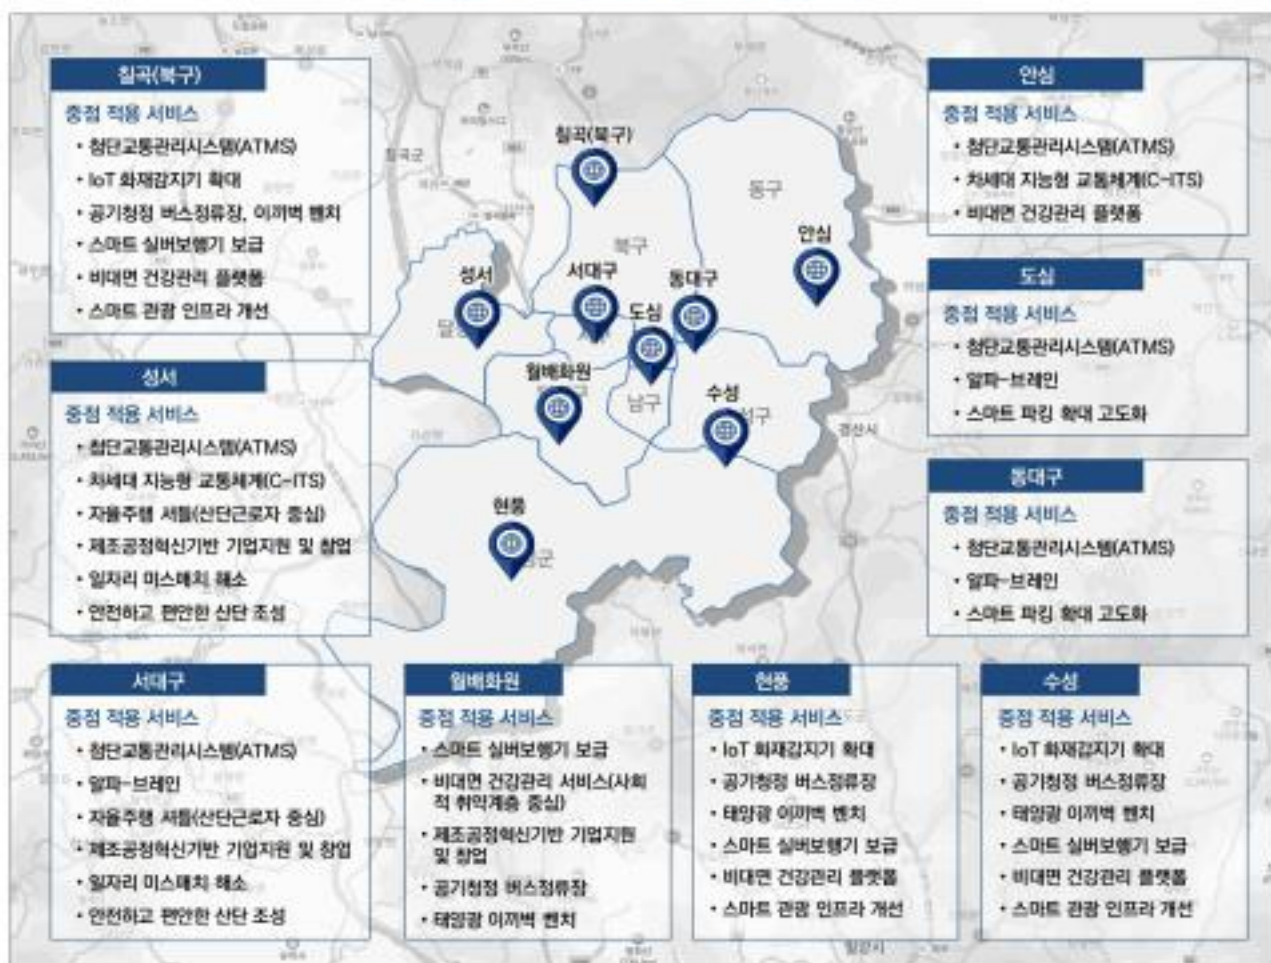 칠곡(북구)
중점 적용 서비스
• 첨단교통관리시스템(ATMS)
• IoT 화재감지기 확대
• 공기청정 버스정류장, 이끼벽 벤치
• 스마트 실버보행기 보급
• 비대면 건강관리 플랫폼
• 스마트 관광 인프라 개선
성서
중점 적용 서비스
• 첨단교통관리시스템(ATMS)
• 차세대 지능형 교통체계(C-ITS)
• 자율주행 셔틀(산단근로자 중심)
• 제조공정혁신기반 기업지원 및 창업
• 일자리 미스매치 해소
• 안전하고 편안한 산단 조성
칠곡군
칠곡(북구)
동구
북구
안심
성서
서대구
동대구
도심
월배화원
남구
수성
경산시
현풍
안심
중점 적용 서비스
• 첨단교통관리시스템(ATMS)
• 차세대 지능형 교통체계(C-ITS)
• 비대면 건강관리 플랫폼
도심
중점 적용 서비스
• 첨단교통관리시스템(ATMS)
• 알파-브레인
• 스마트 파킹 확대 고도화
동대구
중점 적용 서비스
• 첨단교통관리시스템(ATMS)
• 알파-브레인
• 스마트 파킹 확대 고도화
서대구
중점 적용 서비스
• 첨단교통관리시스템(ATMS)
• 알파-브레인
• 자율주행 셔틀(산단근로자 중심)
• 제조공정혁신기반 기업지원 및 창업
• 일자리 미스매치 해소
• 안전하고 편안한 산단 조성
월배화원
중점 적용 서비스
• 스마트 실버보행기 보급
• 비대면 건강관리 서비스(사회
적 취약계층 중심)
• 제조공정혁신기반 기업지원
및 창업
• 공기청정 버스정류장
• 태양광 이끼벽 벤치
현풍
중점 적용 서비스
• IoT 화재감지기 확대
• 공기청정 버스정류장
• 태양광 이끼벽 벤치
• 스마트 실버보행기 보급
• 비대면 건강관리 플랫폼
• 스마트 관광 인프라 개선
수성
중점 적용 서비스
• IoT 화재감지기 확대
• 공기청정 버스정류장
• 태양광 이끼벽 벤치
• 스마트 실버보행기 보급
• 비대면 건강관리 플랫폼
• 스마트 관광 인프라 개선
밀양시